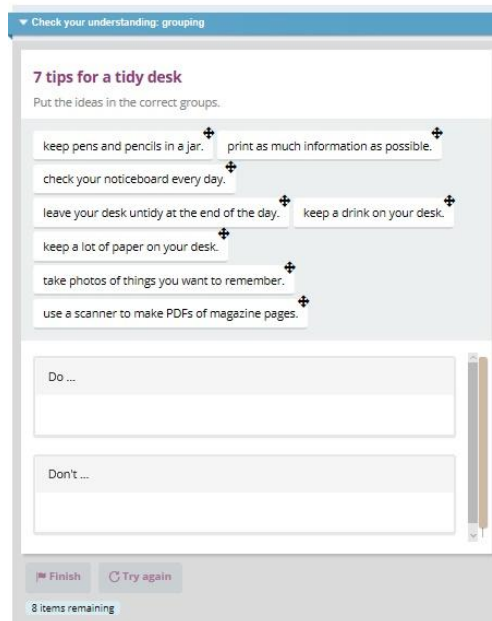 Check your understanding: grouping
7 tips for a tidy desk
Put the ideas in the correct groups.
keep pens and pencils in a jar. print as much information as possible.
check your noticeboard every day.
leave your desk untidy at the end of the day. keep a drink on your desk.
keep a lot of paper on your desk.
take photos of things you want to remember.
use a scanner to make PDFs of magazine pages.
Do ...
Don't ...
Finish Try again
8 items remaining